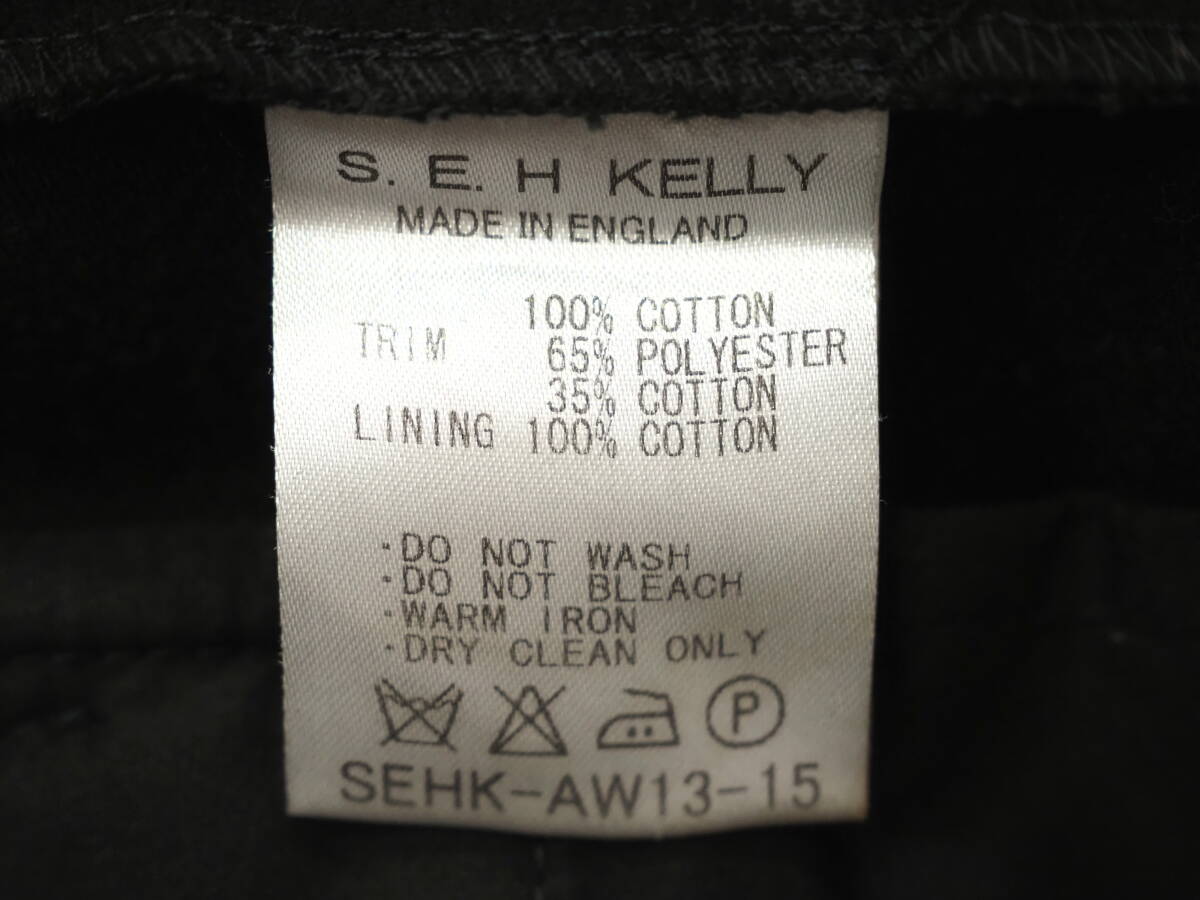 S. E. H KELLY
MADE IN ENGLAND
100% COTTON
TRIM 65% POLYESTER
35% COTTON
LINING 100% COTTON
·DO NOT WASH
·DO NOT BLEACH
·WARM IRON
·DRY CLEAN ONLY
P
SEHK-AW13-15